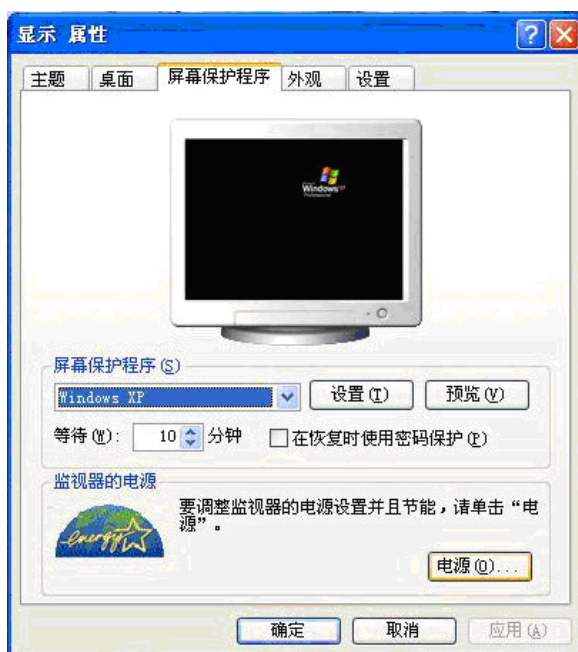 显示 属性
主题 桌面 屏幕保护程序 外观 设置
Windows
屏幕保护程序(S)
Windows XP
设置(T) 预览(V)
等待(W): 10 分钟 在恢复时使用密码保护(P)
监视器的电源
要调整监视器的电源设置并且节能，请单击“电
源”。
energy
电源(O)...
确定 取消 应用(A)